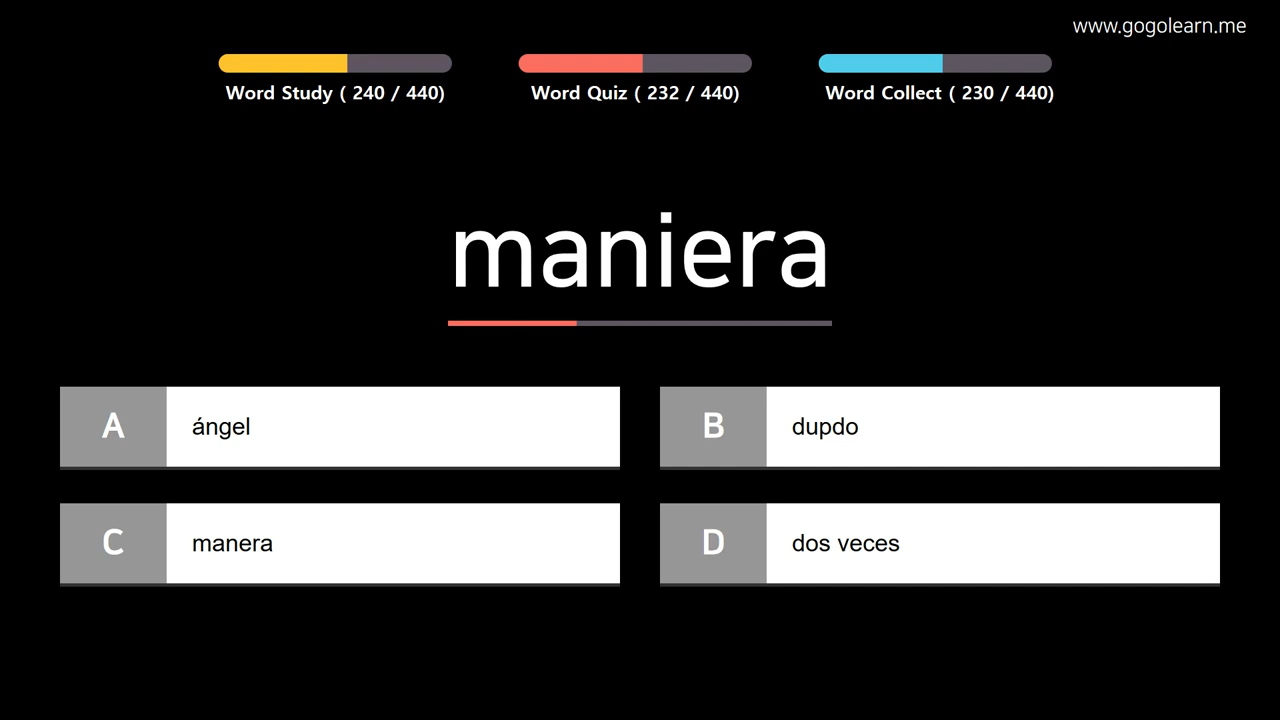 www.gogolearn.me
Word Study ( 240 / 440)
Word Quiz ( 232 / 440)
Word Collect ( 230 / 440)
maniera
A ángel
B dupdo
C manera
D dos veces